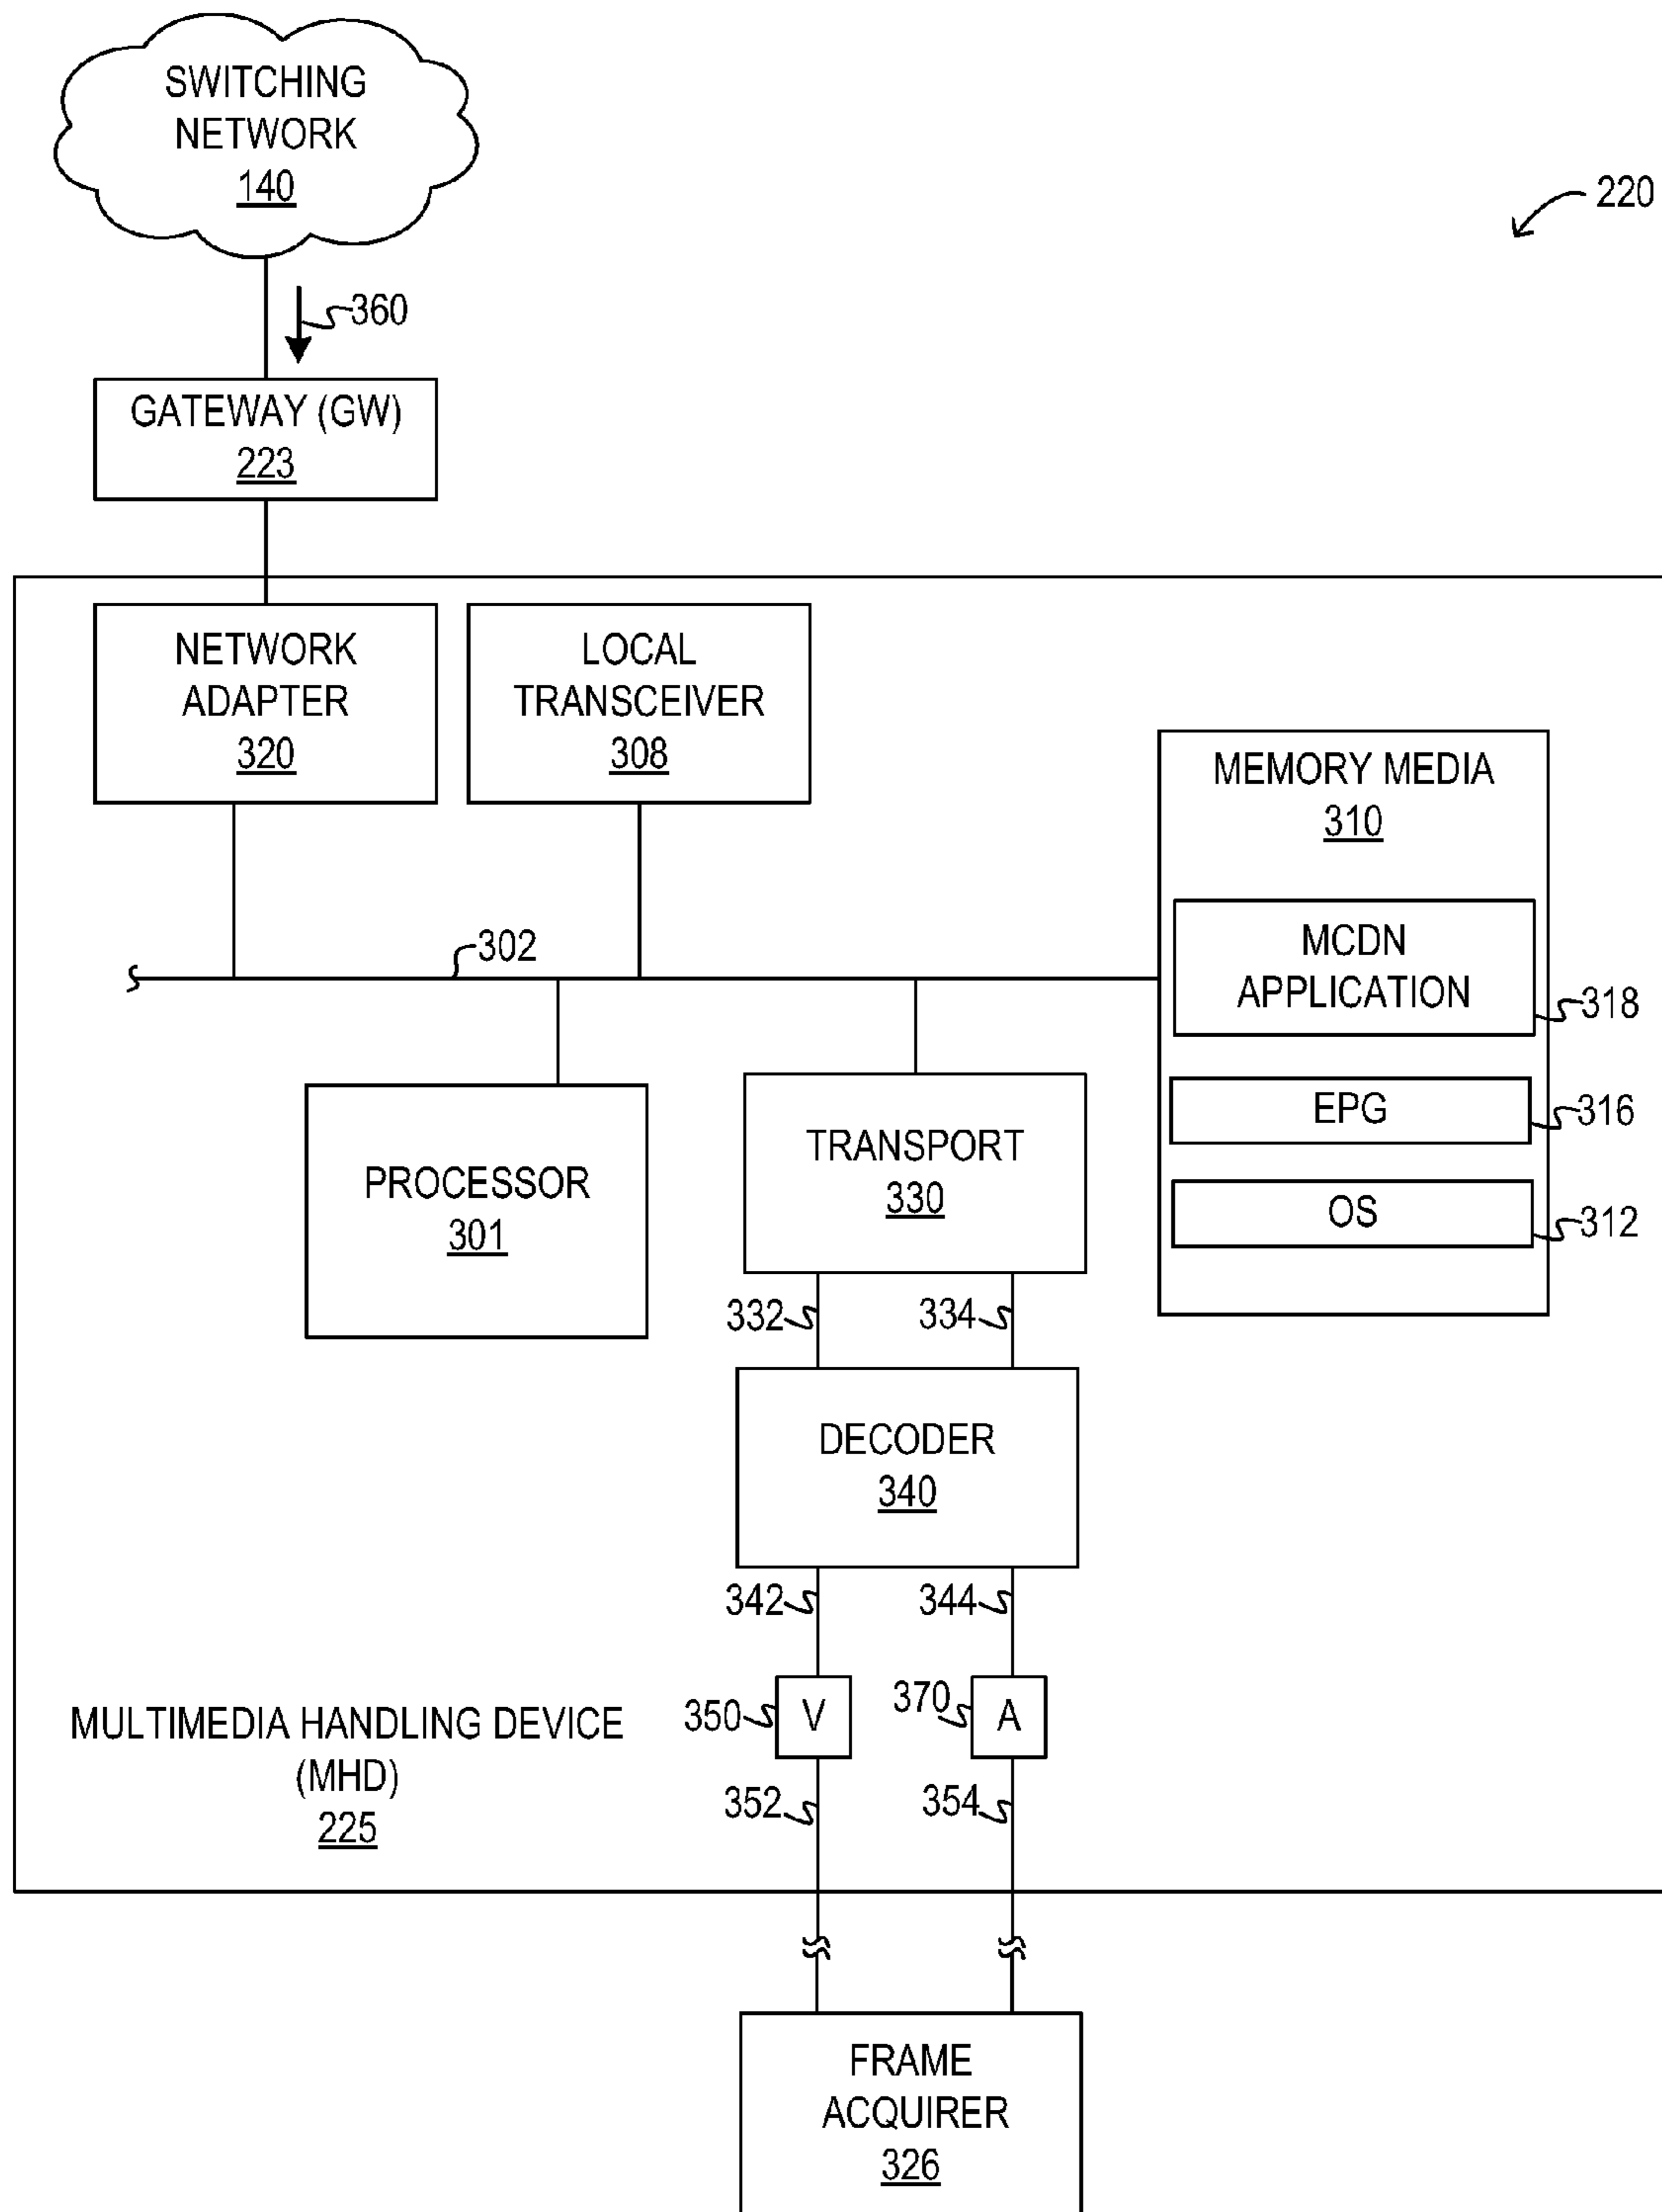 SWITCHING
NETWORK
140
220
360
GATEWAY (GW)
223
NETWORK
ADAPTER
320
LOCAL
TRANSCEIVER
308
MEMORY MEDIA
310
302
MCDN
APPLICATION
318
EPG
316
OS
312
PROCESSOR
301
TRANSPORT
330
332
334
DECODER
340
342
344
350
V
370
A
MULTIMEDIA HANDLING DEVICE
(MHD)
225
352
354
FRAME
ACQUIRER
326